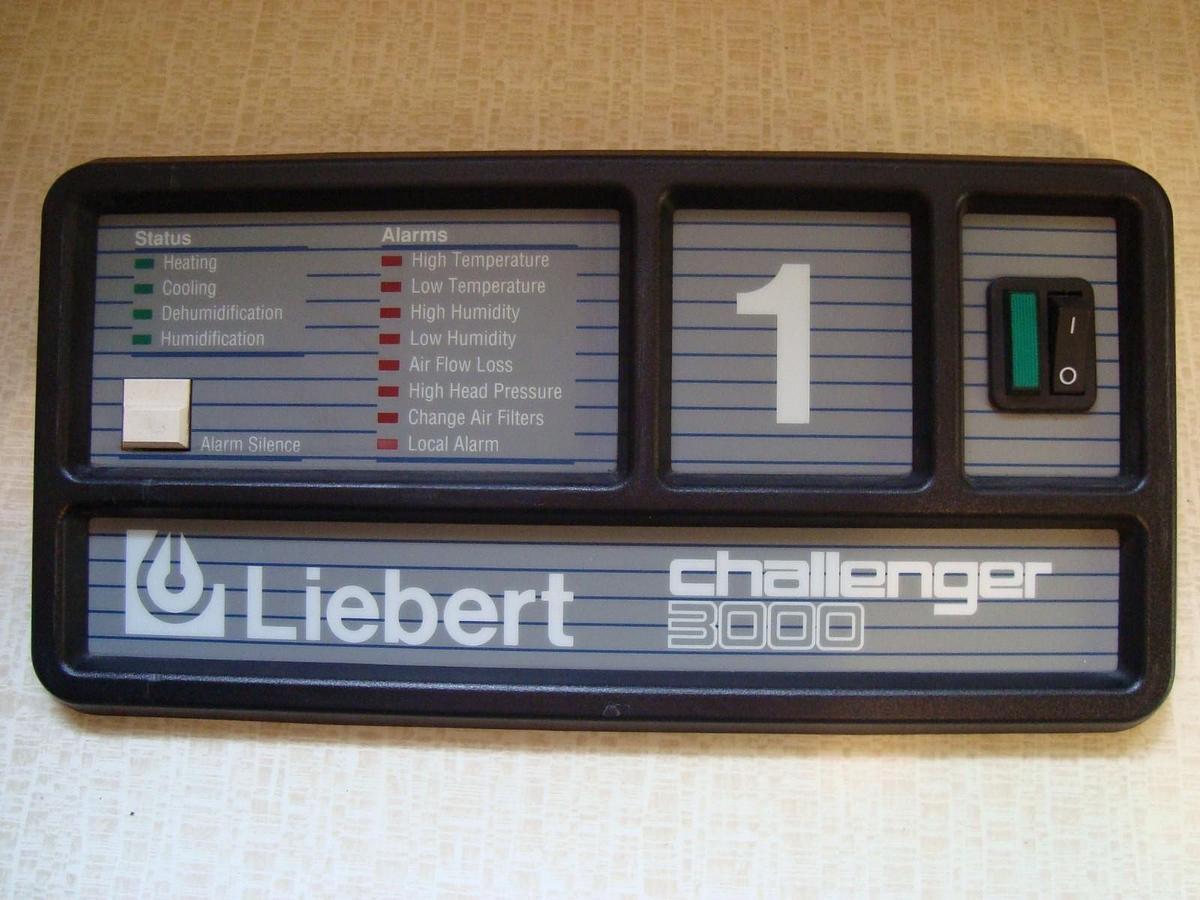 Status
Heating
Cooling
Dehumidification
Humidification
Alarm Silence
Alarms
High Temperature
Low Temperature
High Humidity
Low Humidity
Air Flow Loss
High Head Pressure
Change Air Filters
Local Alarm
1
I
O
Liebert
challenger
3000